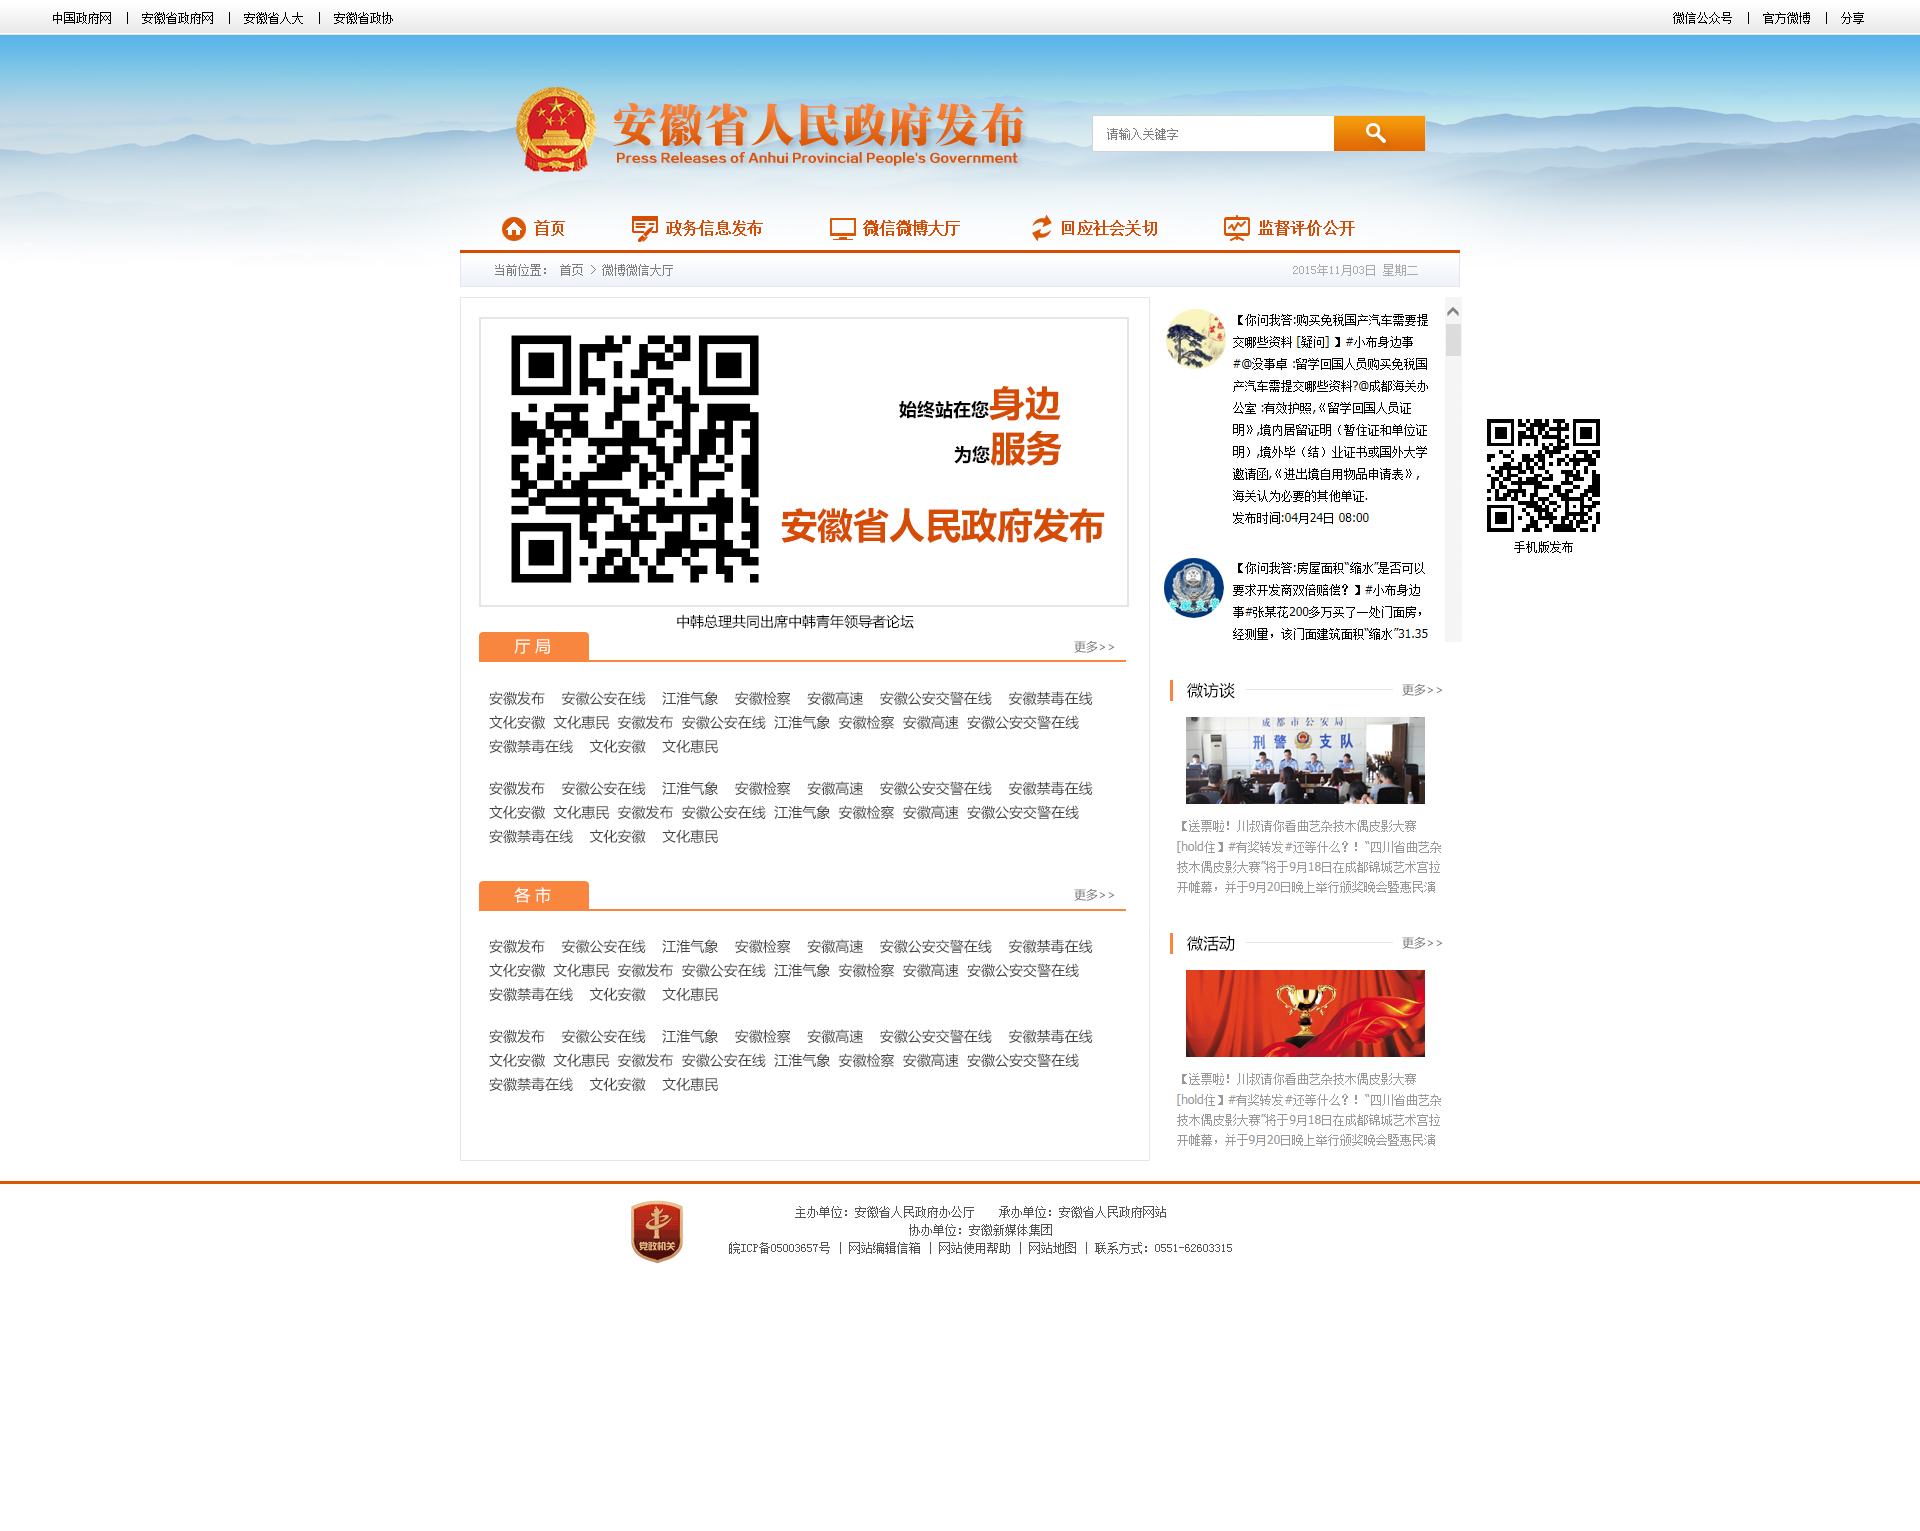 中国政府网 | 安徽省政府网 | 安徽省人大 | 安徽省政协
微信公众号 | 官方微博 | 分享
安徽省人民政府发布
Press Releases of Anhui Provincial People's Government
请输入关键字
首页 政务信息发布 微信微博大厅 回应社会关切 监督评价公开
当前位置： 首页 > 微博微信大厅
2015年11月03日 星期二
始终站在您身边
为您服务
安徽省人民政府发布
中韩总理共同出席中韩青年领导者论坛
厅 局
更多>>
安徽发布 安徽公安在线 江淮气象 安徽检察 安徽高速 安徽公安交警在线 安徽禁毒在线
文化安徽 文化惠民 安徽发布 安徽公安在线 江淮气象 安徽检察 安徽高速 安徽公安交警在线
安徽禁毒在线 文化安徽 文化惠民
安徽发布 安徽公安在线 江淮气象 安徽检察 安徽高速 安徽公安交警在线 安徽禁毒在线
文化安徽 文化惠民 安徽发布 安徽公安在线 江淮气象 安徽检察 安徽高速 安徽公安交警在线
安徽禁毒在线 文化安徽 文化惠民
各 市
更多>>
安徽发布 安徽公安在线 江淮气象 安徽检察 安徽高速 安徽公安交警在线 安徽禁毒在线
文化安徽 文化惠民 安徽发布 安徽公安在线 江淮气象 安徽检察 安徽高速 安徽公安交警在线
安徽禁毒在线 文化安徽 文化惠民
安徽发布 安徽公安在线 江淮气象 安徽检察 安徽高速 安徽公安交警在线 安徽禁毒在线
文化安徽 文化惠民 安徽发布 安徽公安在线 江淮气象 安徽检察 安徽高速 安徽公安交警在线
安徽禁毒在线 文化安徽 文化惠民
【你问我答:购买免税国产汽车需要提
交哪些资料 [疑问] 】#小布身边事
#@没事卓 :留学回国人员购买免税国
产汽车需提交哪些资料?@成都海关办
公室 :有效护照,《留学回国人员证
明》,境内居留证明（暂住证和单位证
明）,境外毕（结）业证书或国外大学
邀请函,《进出境自用物品申请表》,
海关认为必要的其他单证.
发布时间:04月24日 08:00
【你问我答:房屋面积“缩水”是否可以
要求开发商双倍赔偿？】#小布身边
事#张某花200多万买了一处门面房，
经测量，该门面建筑面积“缩水”31.35
手机版发布
微访谈
更多>>
成都市公安局
刑警支队
【送票啦！川叔请你看曲艺杂技木偶皮影大赛
[hold住】#有奖转发#还等什么？！“四川省曲艺杂
技木偶皮影大赛”将于9月18日在成都锦城艺术宫拉
开帷幕，并于9月20日晚上举行颁奖晚会暨惠民演
微活动
更多>>
【送票啦！川叔请你看曲艺杂技木偶皮影大赛
[hold住】#有奖转发#还等什么？！“四川省曲艺杂
技木偶皮影大赛”将于9月18日在成都锦城艺术宫拉
开帷幕，并于9月20日晚上举行颁奖晚会暨惠民演
党政机关
主办单位：安徽省人民政府办公厅 承办单位：安徽省人民政府网站
协办单位：安徽新媒体集团
皖ICP备05003657号 | 网站编辑信箱 | 网站使用帮助 | 网站地图 | 联系方式：0551-62603315